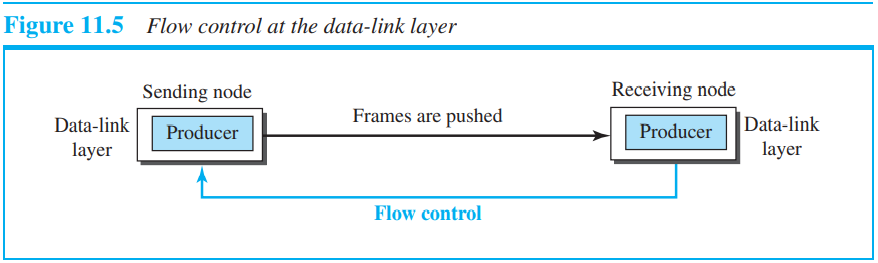 Figure 11.5 Flow control at the data-link layer
Sending node
Receiving node
Data-link
layer
Producer
Frames are pushed
Producer
Data-link
layer
Flow control